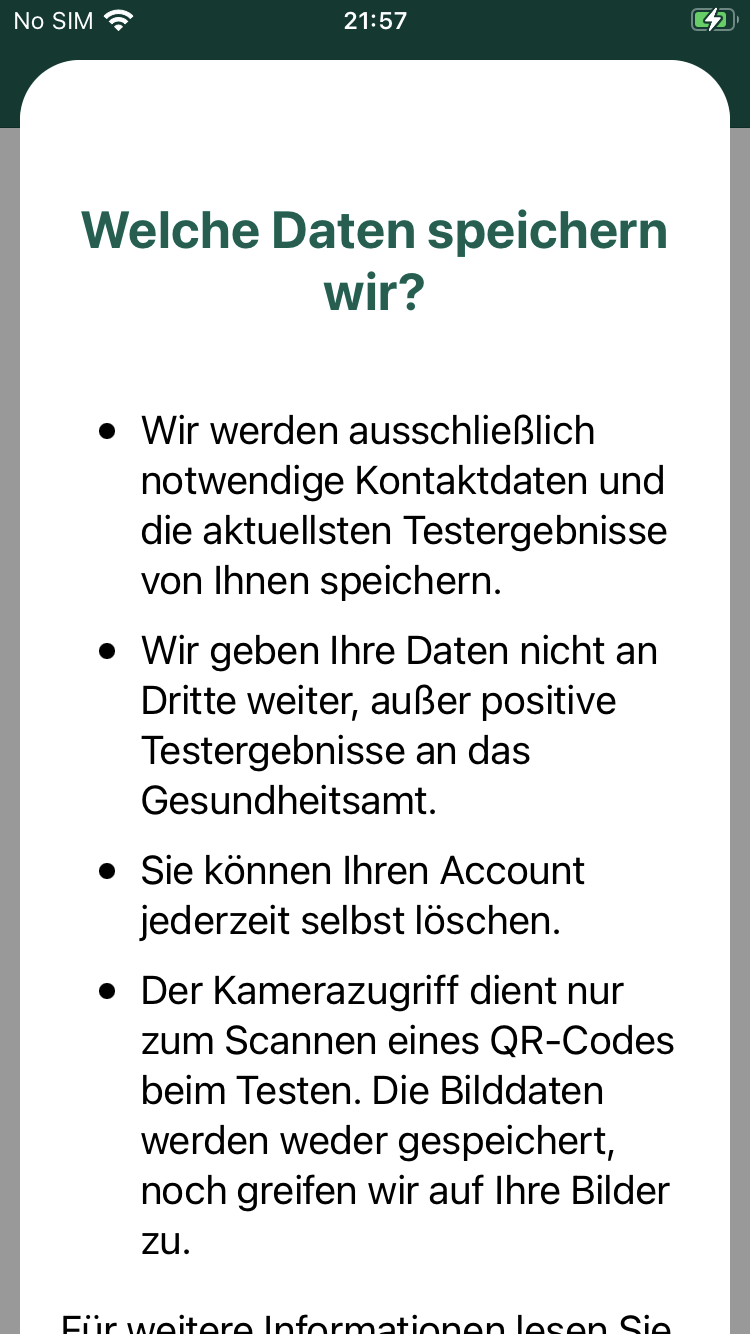 No SIM 21:57
Welche Daten speichern
wir?
• Wir werden ausschließlich
notwendige Kontaktdaten und
die aktuellsten Testergebnisse
von Ihnen speichern.
• Wir geben Ihre Daten nicht an
Dritte weiter, außer positive
Testergebnisse an das
Gesundheitsamt.
• Sie können Ihren Account
jederzeit selbst löschen.
• Der Kamerazugriff dient nur
zum Scannen eines QR-Codes
beim Testen. Die Bilddaten
werden weder gespeichert,
noch greifen wir auf Ihre Bilder
zu.
Für weitere Informationen lesen Sie